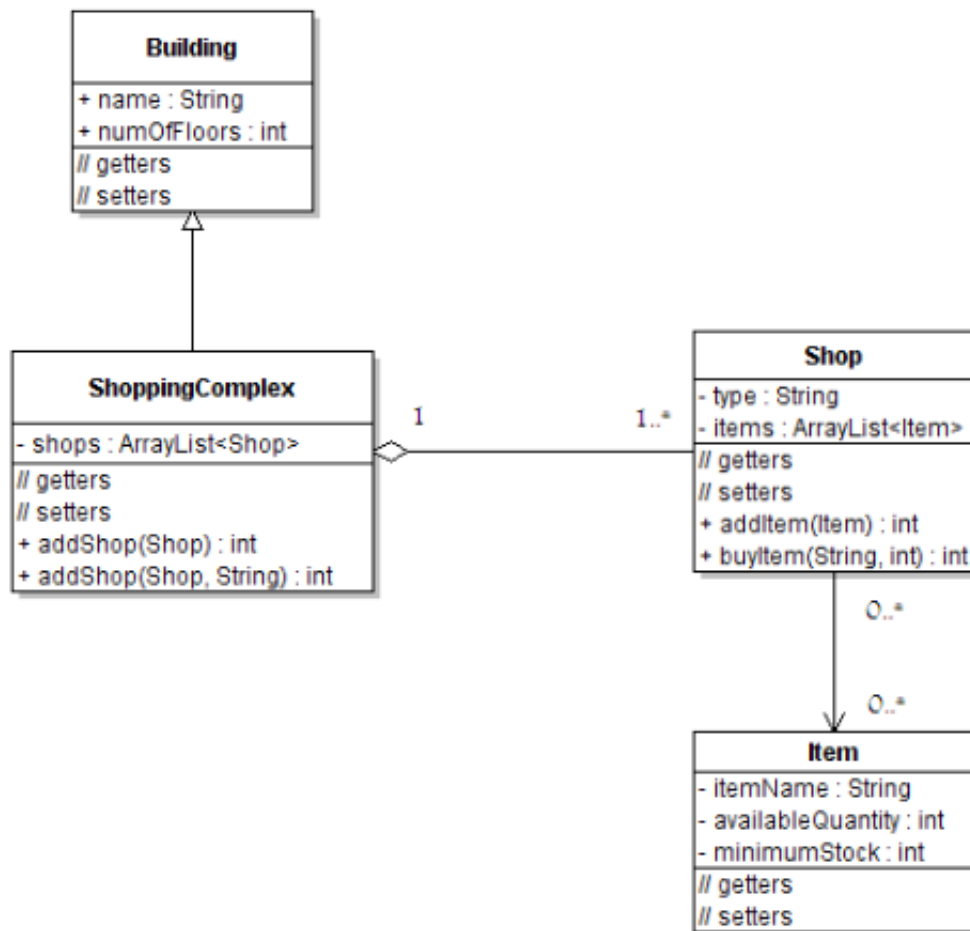 Building
+ name : String
+ numOfFloors : int
// getters
// setters
ShoppingComplex
- shops : ArrayList<Shop>
// getters
// setters
+ addShop(Shop) : int
+ addShop(Shop, String) : int
1
1..*
Shop
- type : String
- items : ArrayList<Item>
// getters
// setters
+ addItem(Item) : int
+ buyItem(String, int) : int
0..*
0..*
Item
- itemName : String
- availableQuantity : int
- minimumStock : int
// getters
// setters